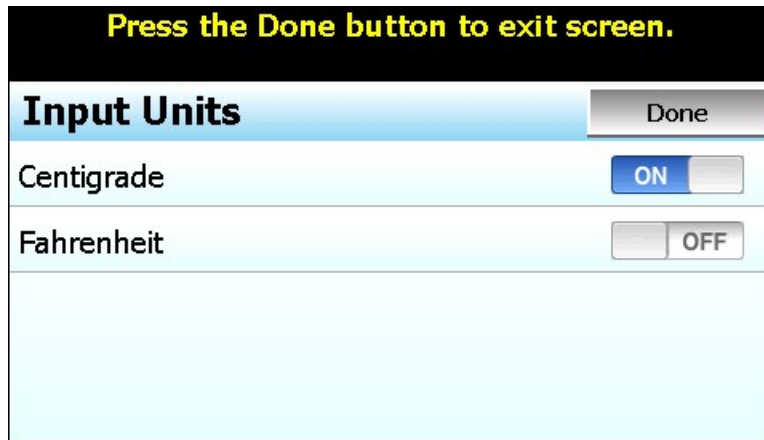 Press the Done button to exit screen.
Input Units Done
Centigrade ON
Fahrenheit OFF